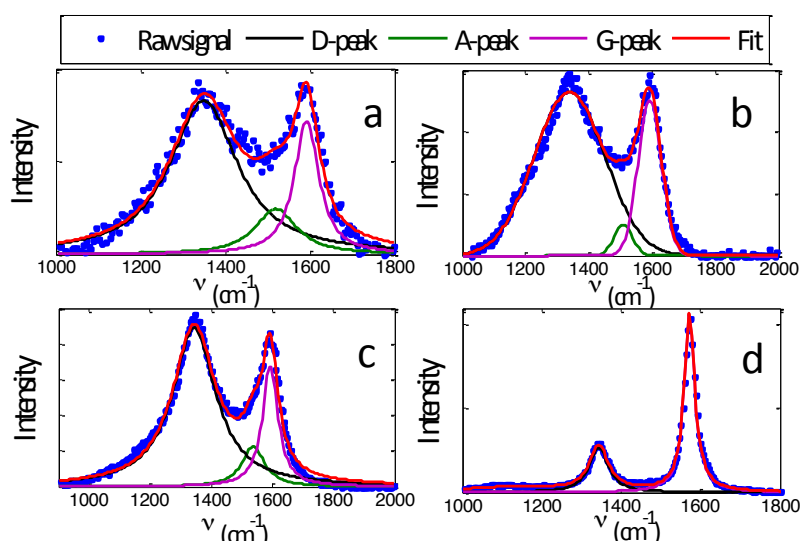 Rawsignal D-peak A-peak G-peak Fit
a
Intensity
1000 1200 1400 1600 1800
ν (cm⁻¹)
b
Intensity
1000 1200 1400 1600 1800 2000
ν (cm⁻¹)
c
Intensity
1000 1200 1400 1600 1800 2000
ν (cm⁻¹)
d
Intensity
1000 1200 1400 1600 1800
ν (cm⁻¹)